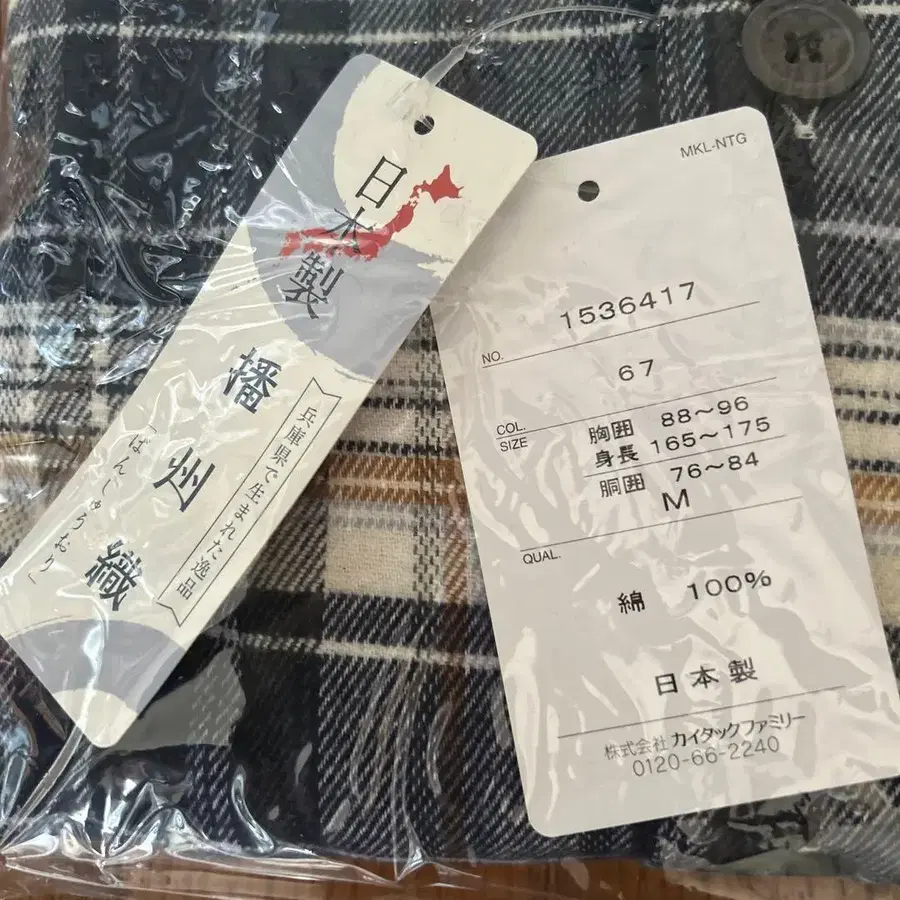 日本製
播州織
「ばんしゅうおり」
兵庫県で生まれた逸品
MKL-NTG
NO. 1536417
COL. 67
SIZE 胸囲 88～96
身長 165～175
胴囲 76～84
M
QUAL.
綿 100%
日本製
株式会社 カイタックファミリー
0120-66-2240